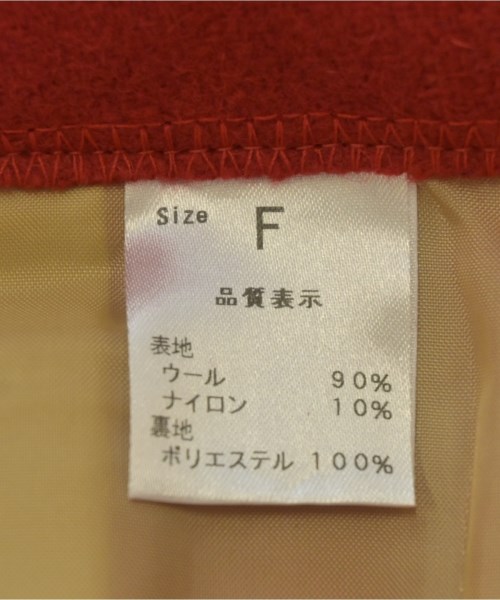 Size F
品質表示
表地
ウール 90%
ナイロン 10%
裏地
ポリエステル 100%